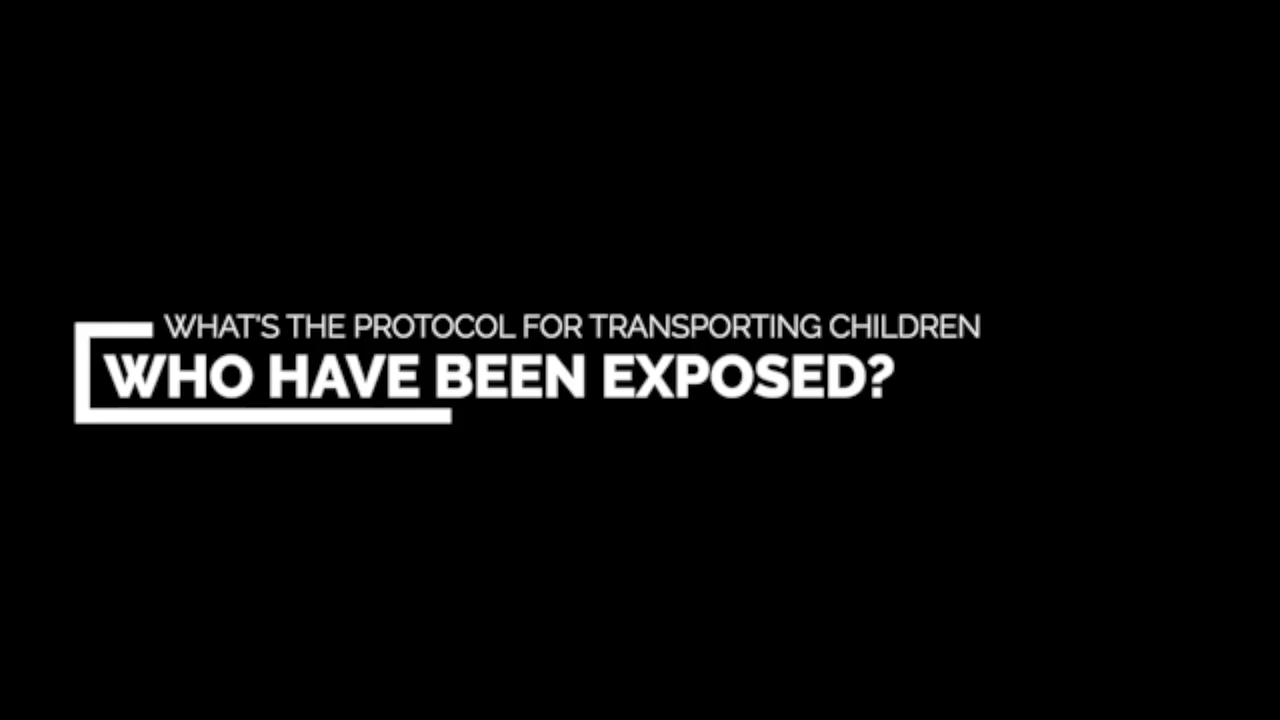 WHAT'S THE PROTOCOL FOR TRANSPORTING CHILDREN
WHO HAVE BEEN EXPOSED?